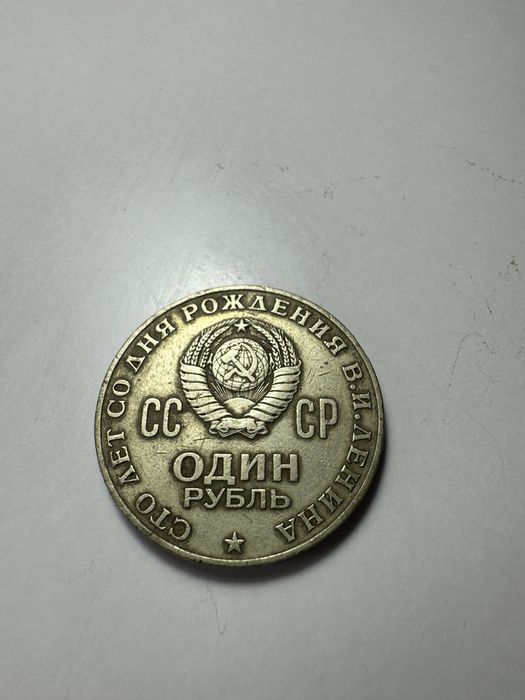 СТО ЛЕТ СО ДНЯ РОЖДЕНИЯ В.И.ЛЕНИНА
СС СР
ОДИН
РУБЛЬ